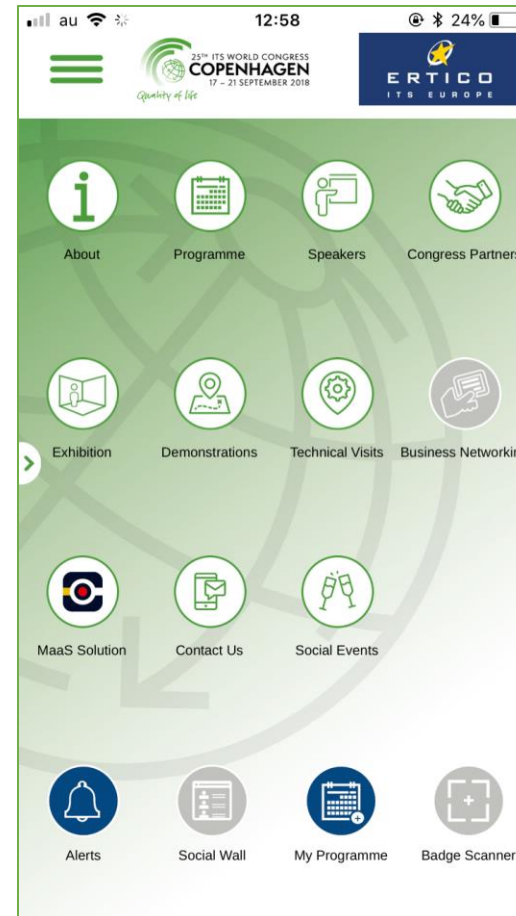 au 12:58 24%
25TH ITS WORLD CONGRESS
COPENHAGEN
17 – 21 SEPTEMBER 2018
Quality of life
ERTICO
ITS EUROPE
About Programme Speakers Congress Partners
Exhibition Demonstrations Technical Visits Business Networkin
MaaS Solution Contact Us Social Events
Alerts Social Wall My Programme Badge Scanner